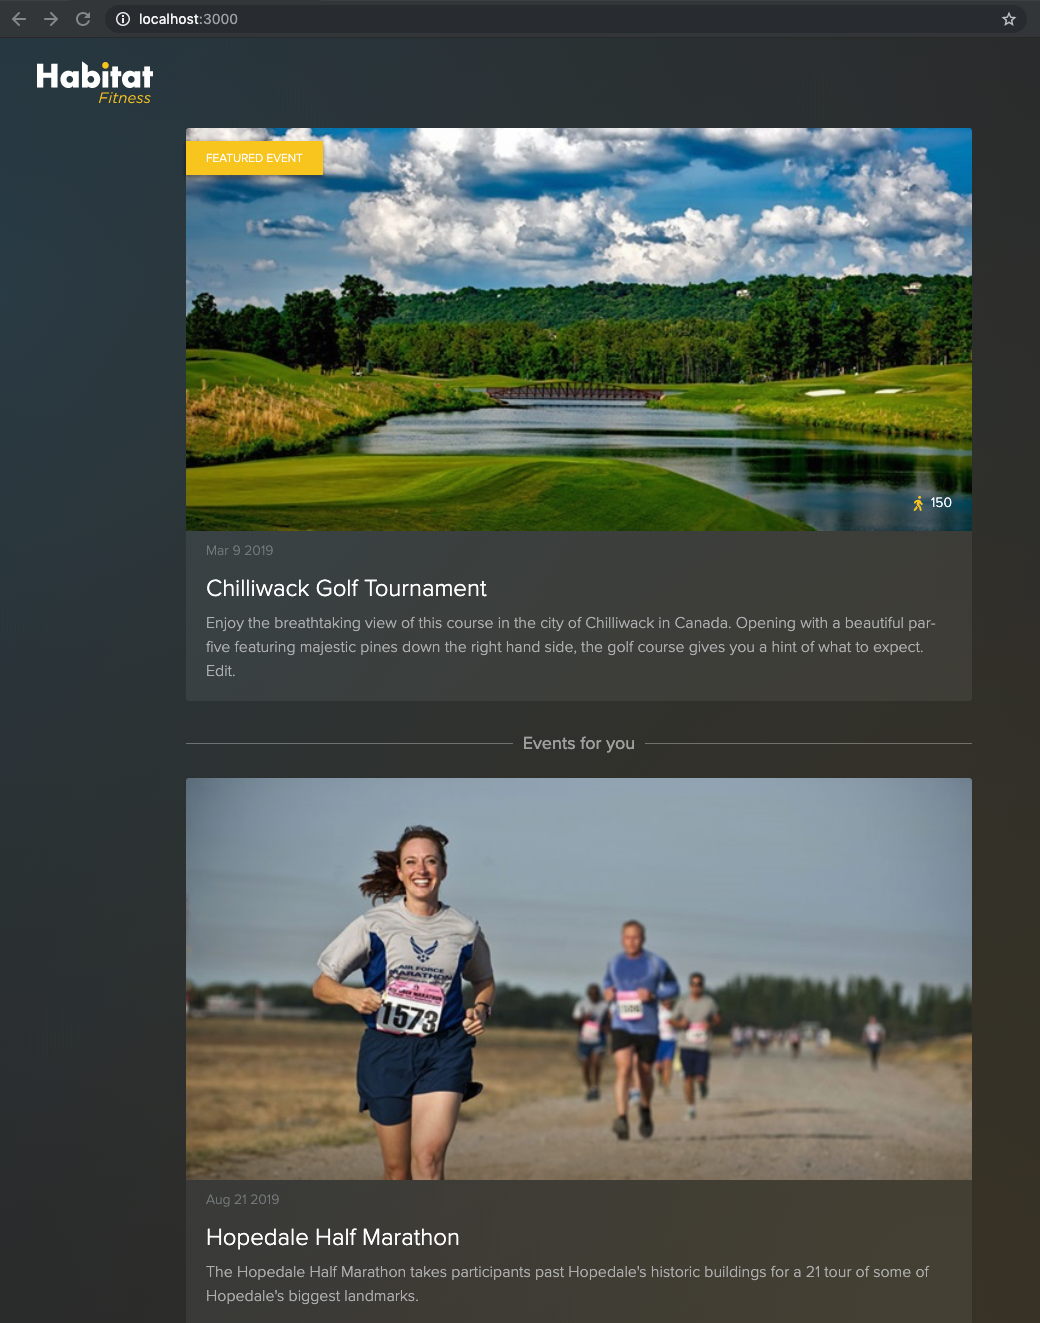 localhost:3000
Habitat
Fitness
FEATURED EVENT
150
Mar 9 2019
Chilliwack Golf Tournament
Enjoy the breathtaking view of this course in the city of Chilliwack in Canada. Opening with a beautiful par-
five featuring majestic pines down the right hand side, the golf course gives you a hint of what to expect.
Edit.
Events for you
AIR FORCE
MARATHON
1573
Aug 21 2019
Hopedale Half Marathon
The Hopedale Half Marathon takes participants past Hopedale's historic buildings for a 21 tour of some of
Hopedale's biggest landmarks.